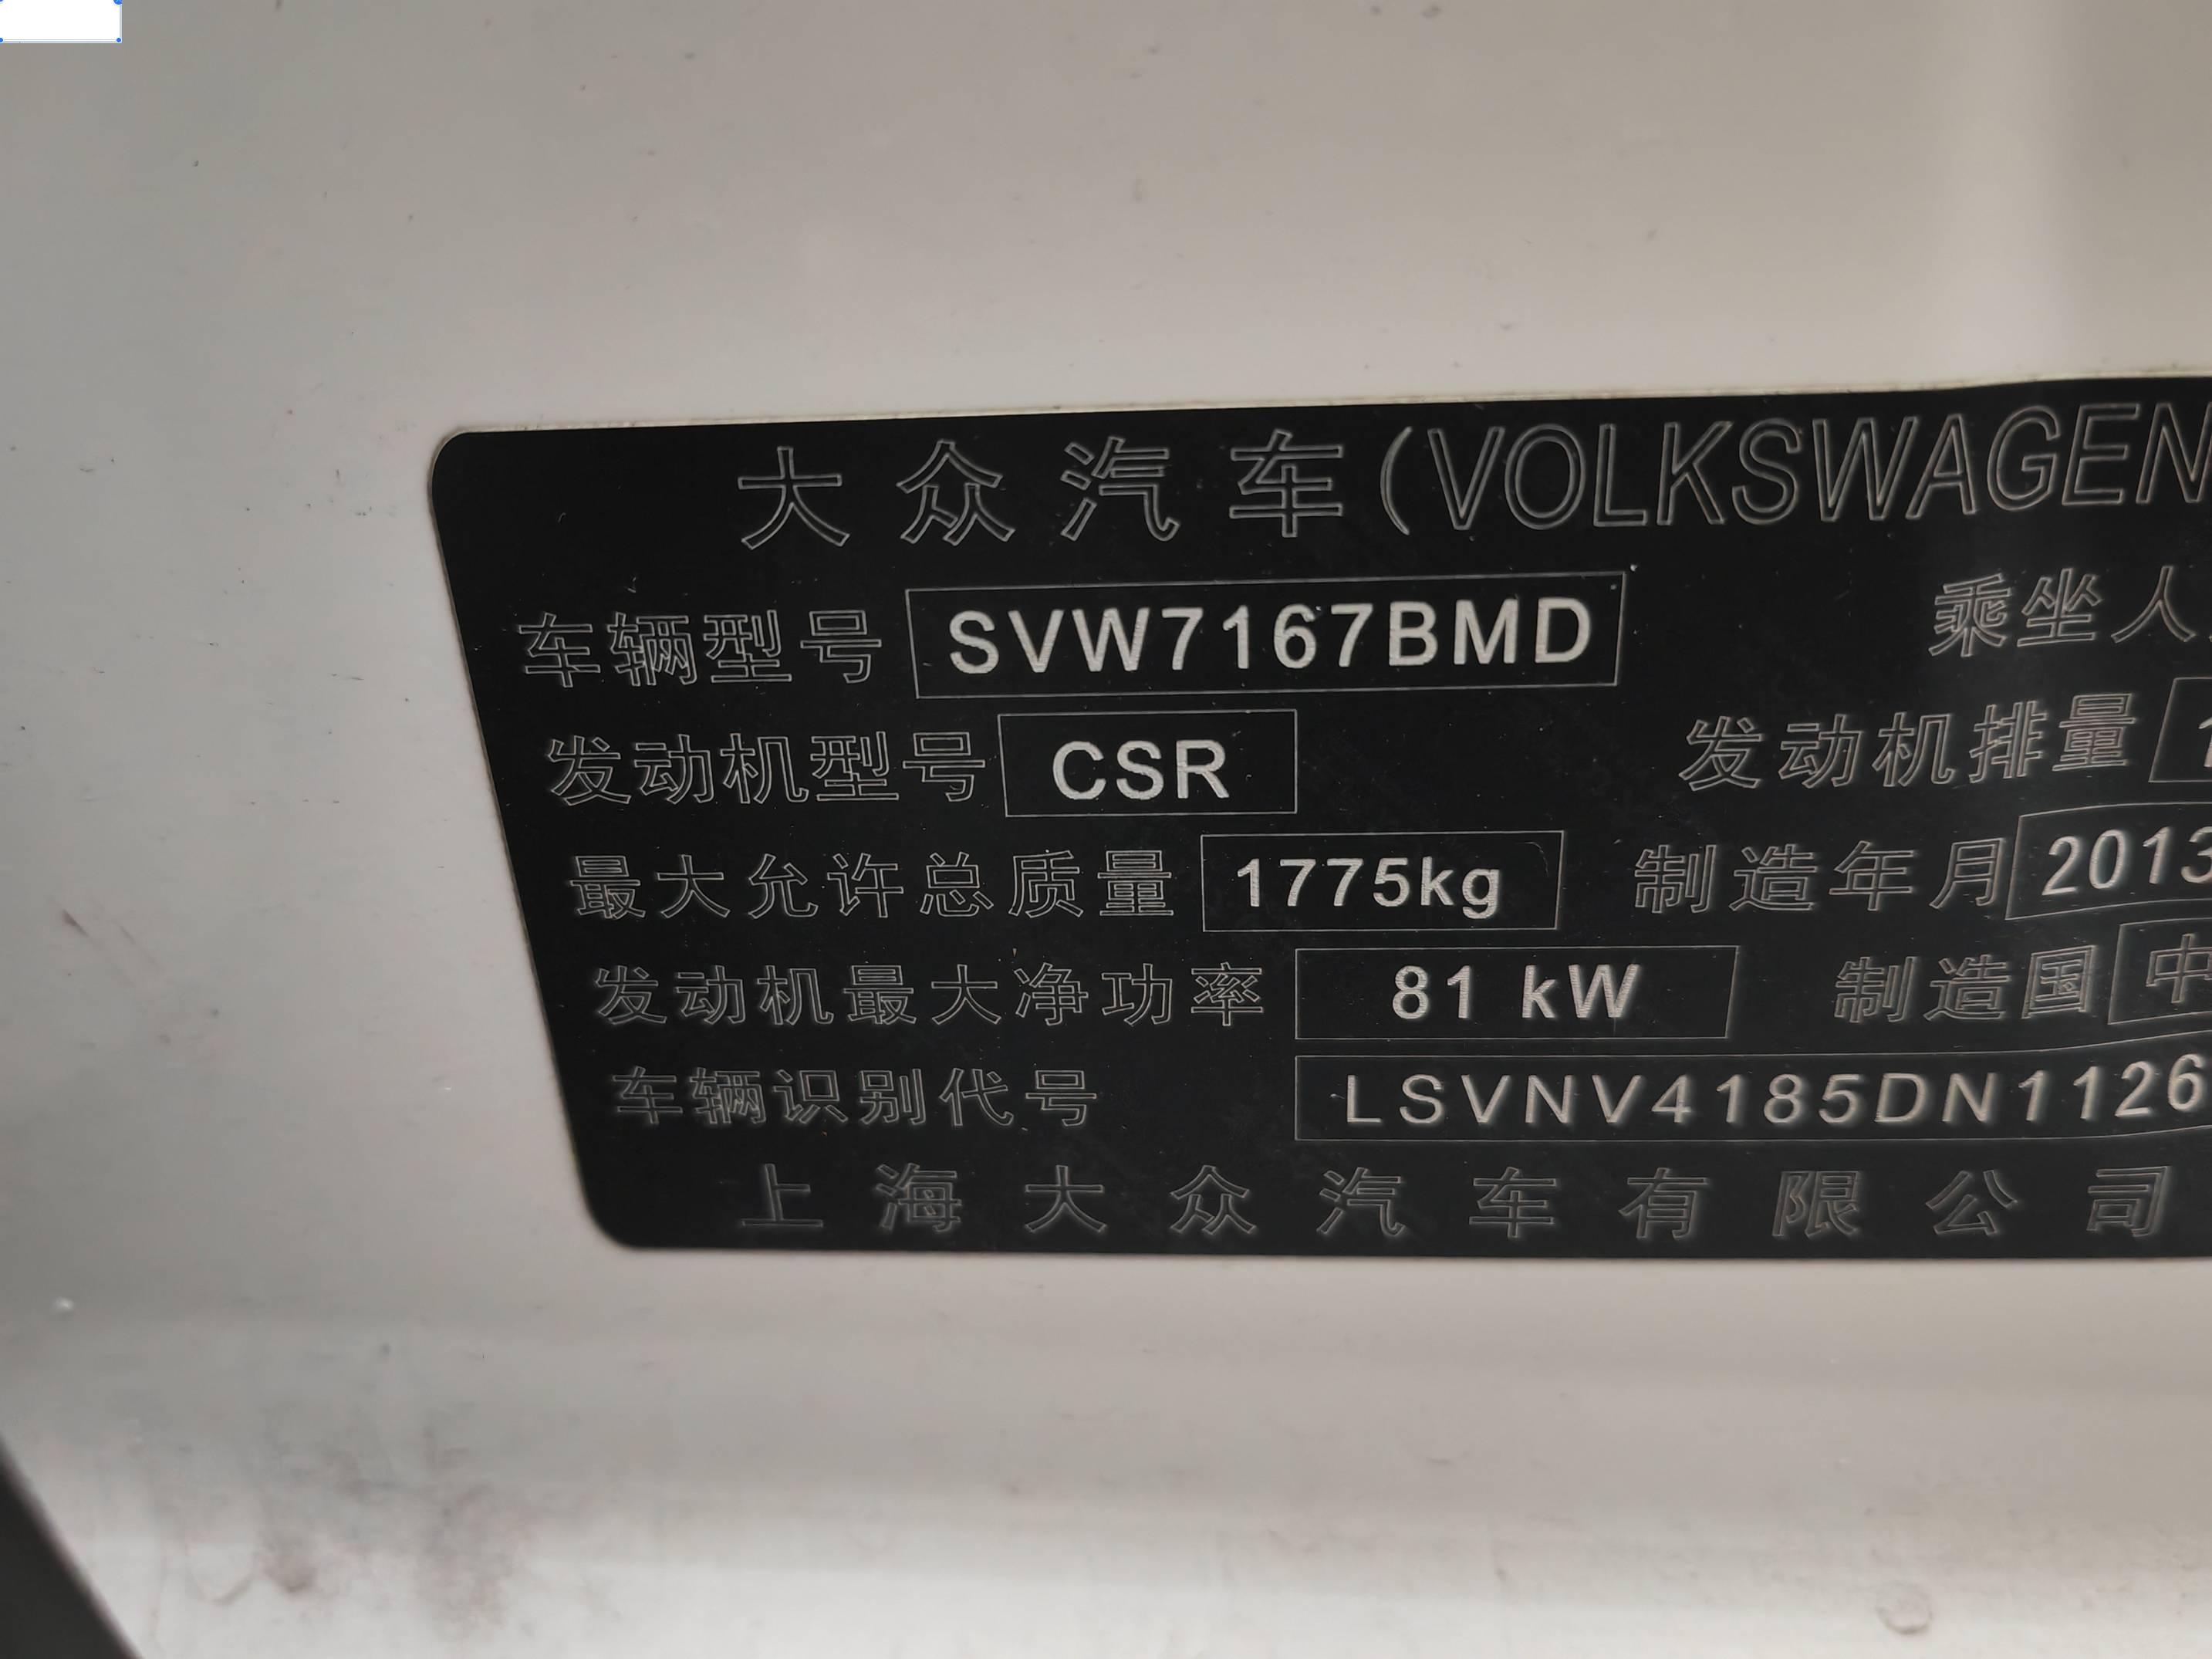 大众汽车(VOLKSWAGEN
车辆型号 SVW7167BMD 乘坐人
发动机型号 CSR 发动机排量 1
最大允许总质量 1775kg 制造年月 2013
发动机最大净功率 81 kW 制造国 中
车辆识别代号 LSVNV4185DN1126
上海大众汽车有限公司